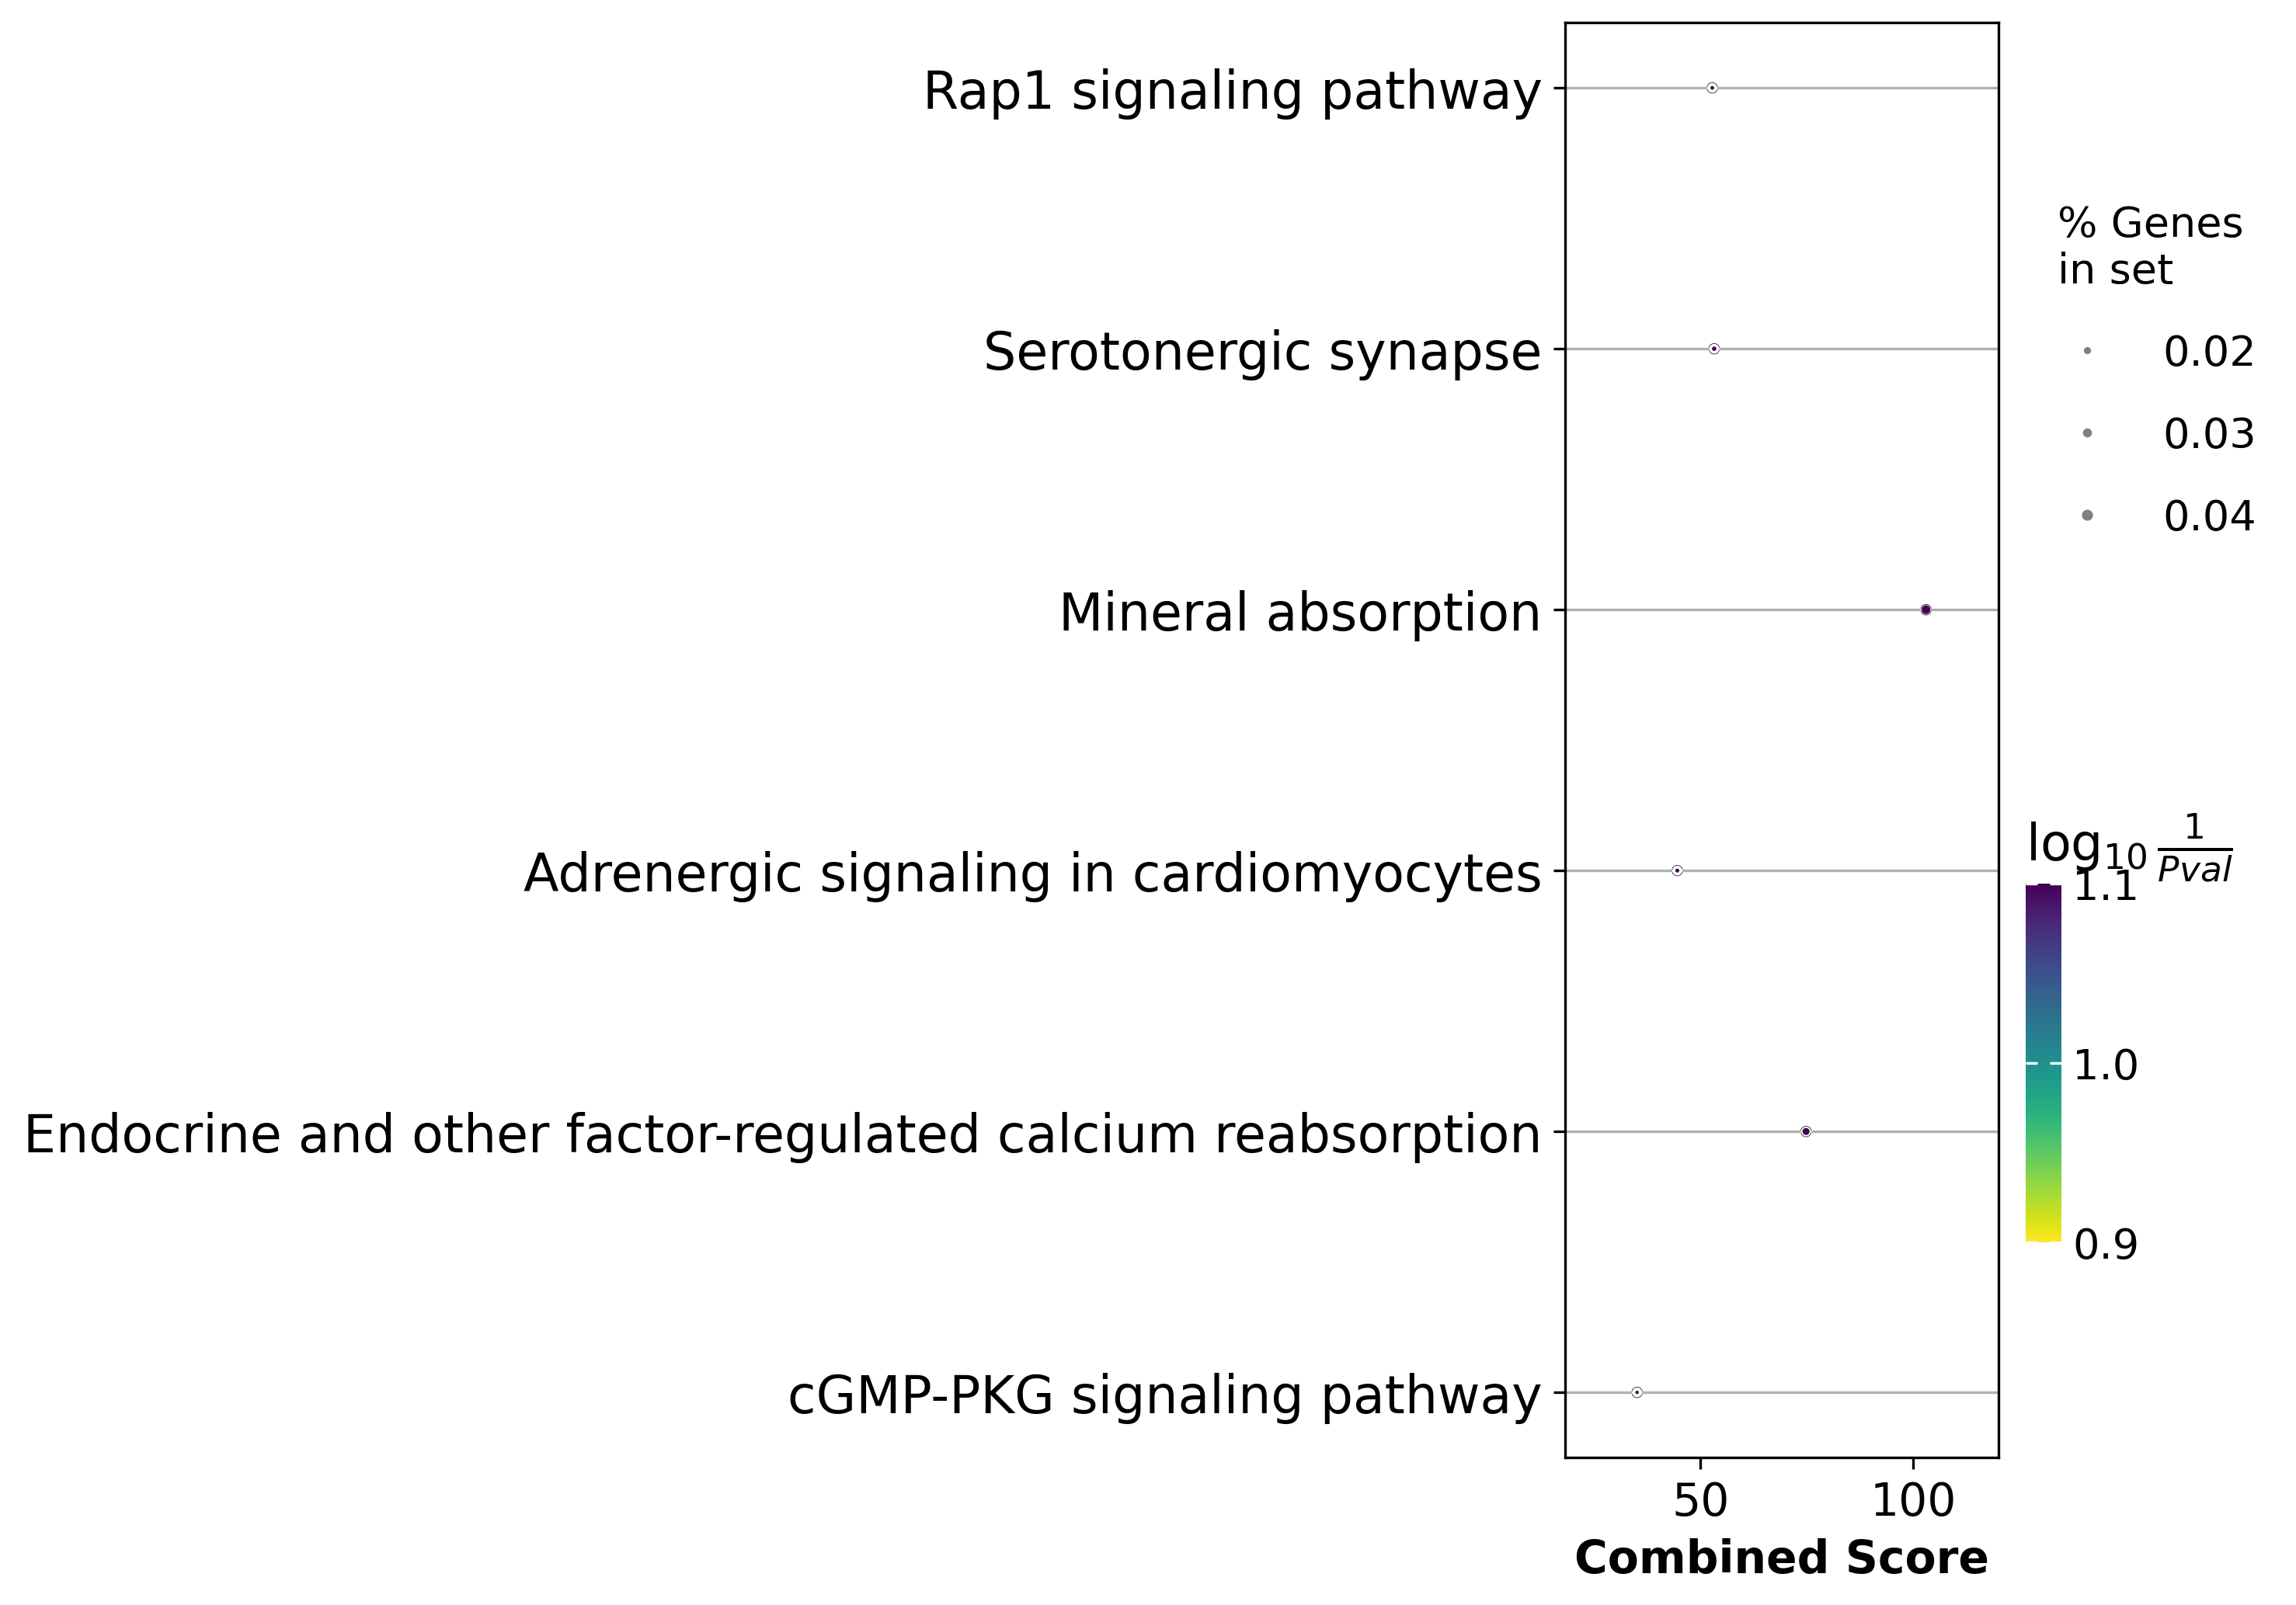 Rap1 signaling pathway
Serotonergic synapse
Mineral absorption
Adrenergic signaling in cardiomyocytes
Endocrine and other factor-regulated calcium reabsorption
cGMP-PKG signaling pathway
50 100
Combined Score
% Genes
in set
0.02
0.03
0.04
log10 1/Pval
1.1
1.0
0.9